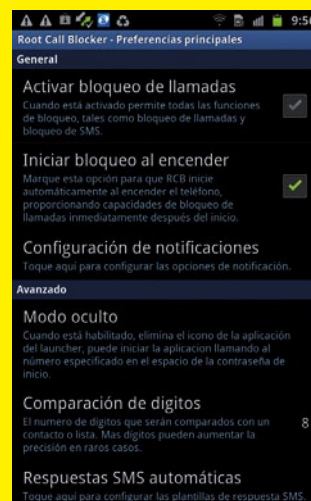 9:50
Root Call Blocker - Preferencias principales
General
Activar bloqueo de llamadas
Cuando está activado permite todas las funciones
de bloqueo, tales como bloqueo de llamadas y
bloqueo de SMS.
Iniciar bloqueo al encender
Marque esta opción para que RCB inicie
automáticamente al encender el teléfono,
proporcionando capacidades de bloqueo de
llamadas inmediatamente después del inicio.
Configuración de notificaciones
Toque aquí para configurar las opciones de notificación.
Avanzado
Modo oculto
Cuando está habilitado, elimina el icono de la aplicación
del launcher, puede iniciar la aplicacion llamando al
número especificado en el espacio de la contraseña de
inicio.
Comparación de digitos
El numero de digitos que serán comparados con un 8
contacto o lista. Mas digitos pueden aumentar la
precisión en raros casos.
Respuestas SMS automáticas
Toque aquí para configurar las plantillas de respuesta SMS.